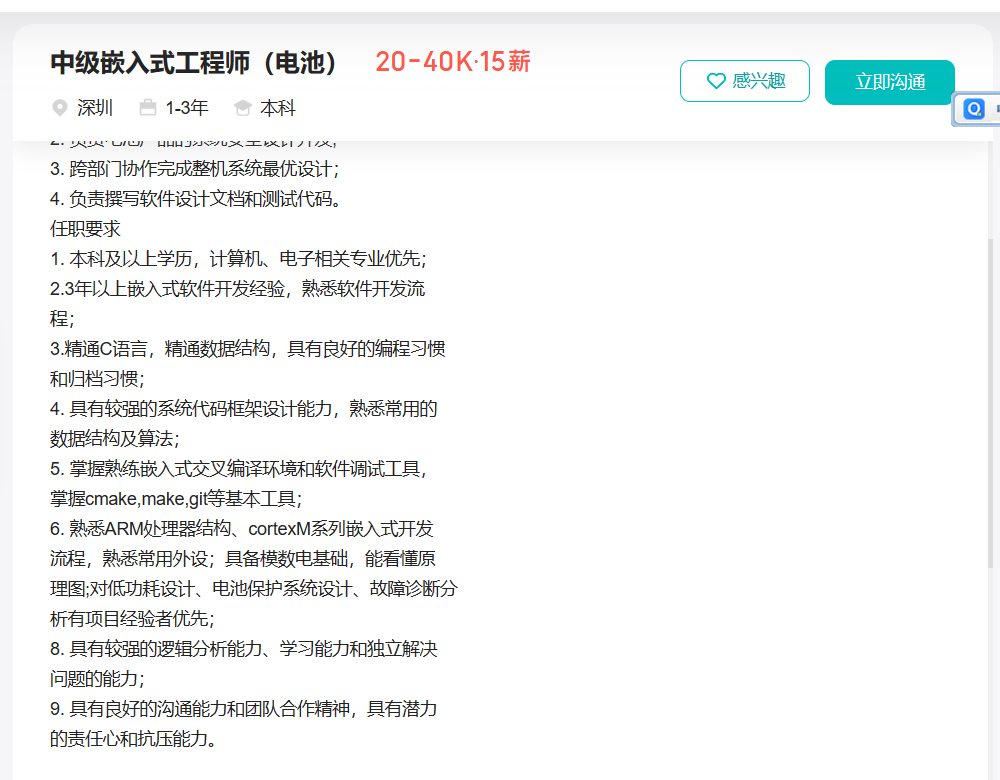 中级嵌入式工程师（电池） 20-40K·15薪
感兴趣
立即沟通
深圳 1-3年 本科
3. 跨部门协作完成整机系统最优设计；
4. 负责撰写软件设计文档和测试代码。
任职要求
1. 本科及以上学历，计算机、电子相关专业优先；
2.3年以上嵌入式软件开发经验，熟悉软件开发流
程；
3.精通C语言，精通数据结构，具有良好的编程习惯
和归档习惯；
4. 具有较强的系统代码框架设计能力，熟悉常用的
数据结构及算法；
5. 掌握熟练嵌入式交叉编译环境和软件调试工具，
掌握cmake,make,git等基本工具；
6. 熟悉ARM处理器结构、cortexM系列嵌入式开发
流程，熟悉常用外设；具备模数电基础，能看懂原
理图;对低功耗设计、电池保护系统设计、故障诊断分
析有项目经验者优先；
8. 具有较强的逻辑分析能力、学习能力和独立解决
问题的能力；
9. 具有良好的沟通能力和团队合作精神，具有潜力
的责任心和抗压能力。